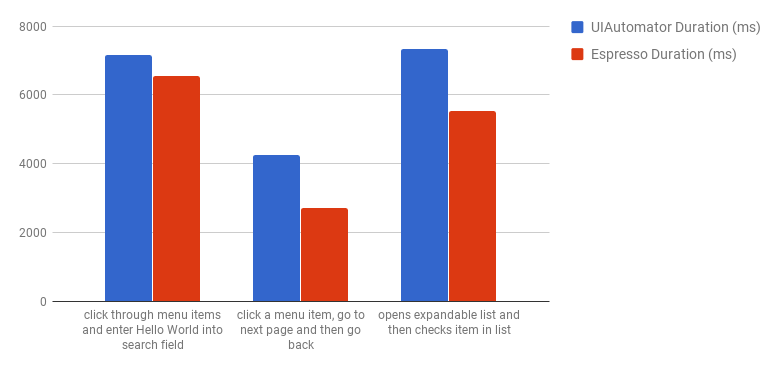 8000
6000
4000
2000
0
UIAutomator Duration (ms)
Espresso Duration (ms)
click through menu items
and enter Hello World into
search field
click a menu item, go to
next page and then go
back
opens expandable list and
then checks item in list